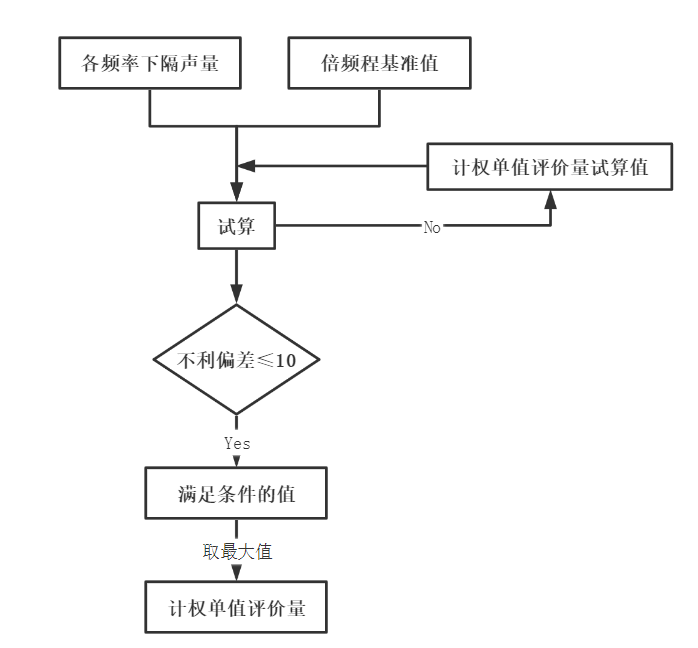 各频率下隔声量
倍频程基准值
计权单值评价量试算值
试算
No
不利偏差≤10
Yes
满足条件的值
取最大值
计权单值评价量